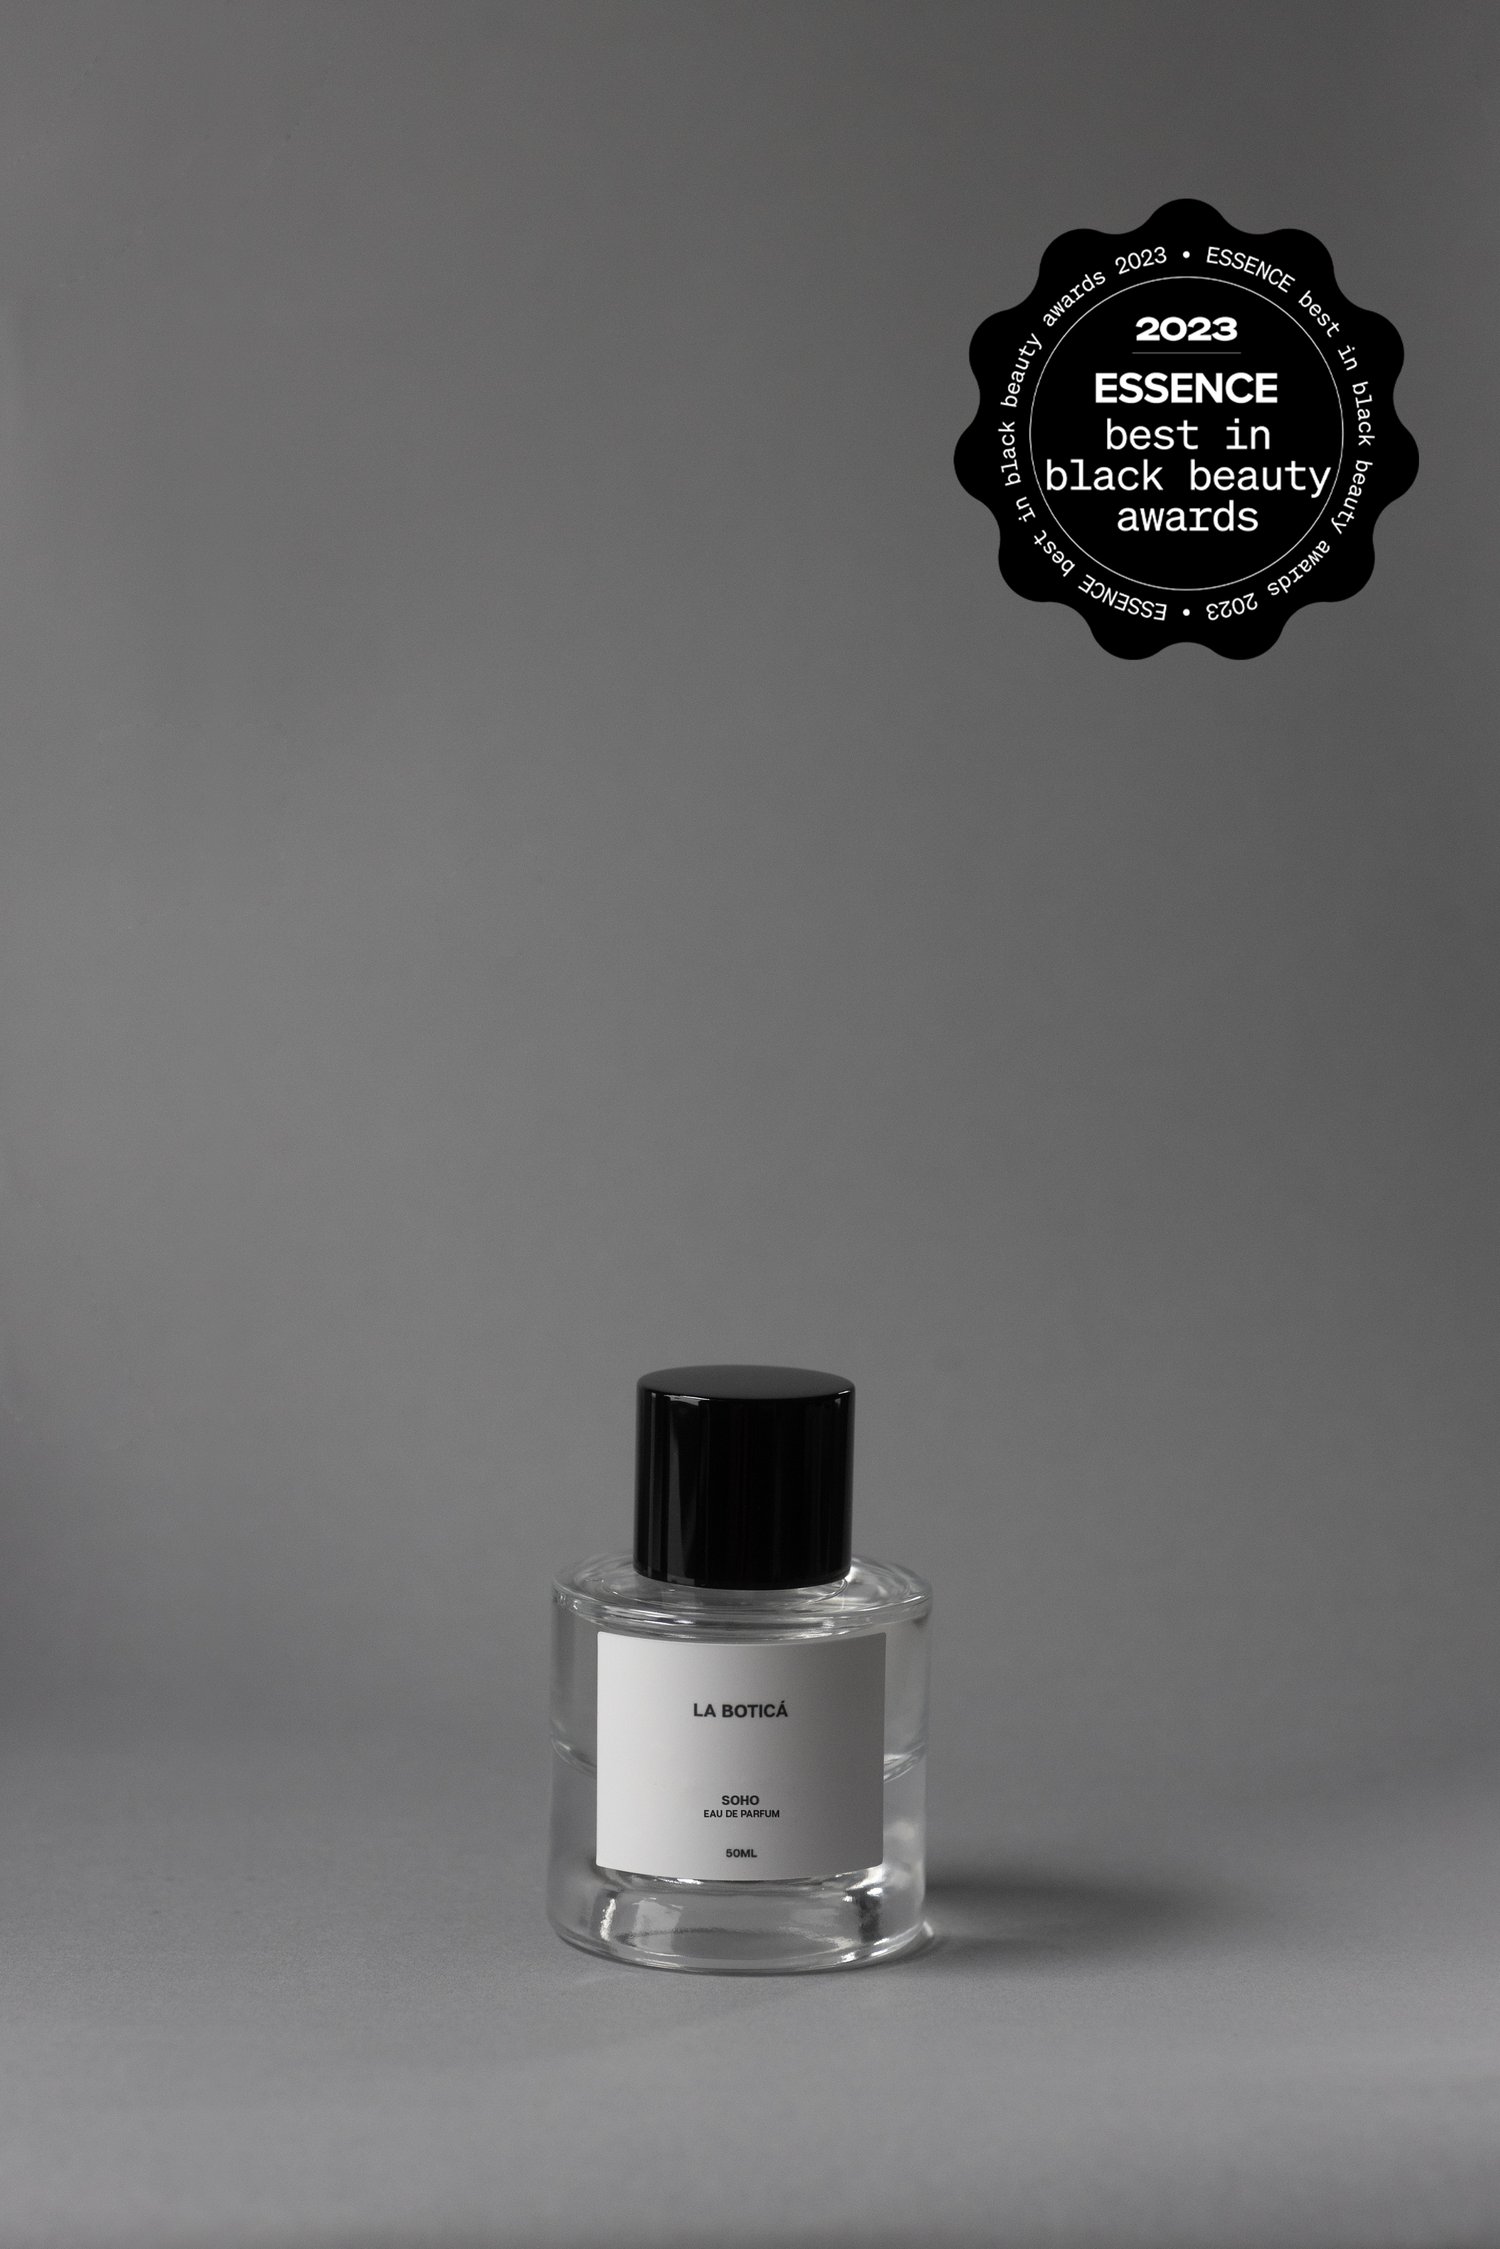 ESSENCE best in black beauty awards 2023 • ESSENCE best in black beauty awards 2023 •
2023
ESSENCE
best in
black beauty
awards
LA BOTICÁ
SOHO
EAU DE PARFUM
50ML